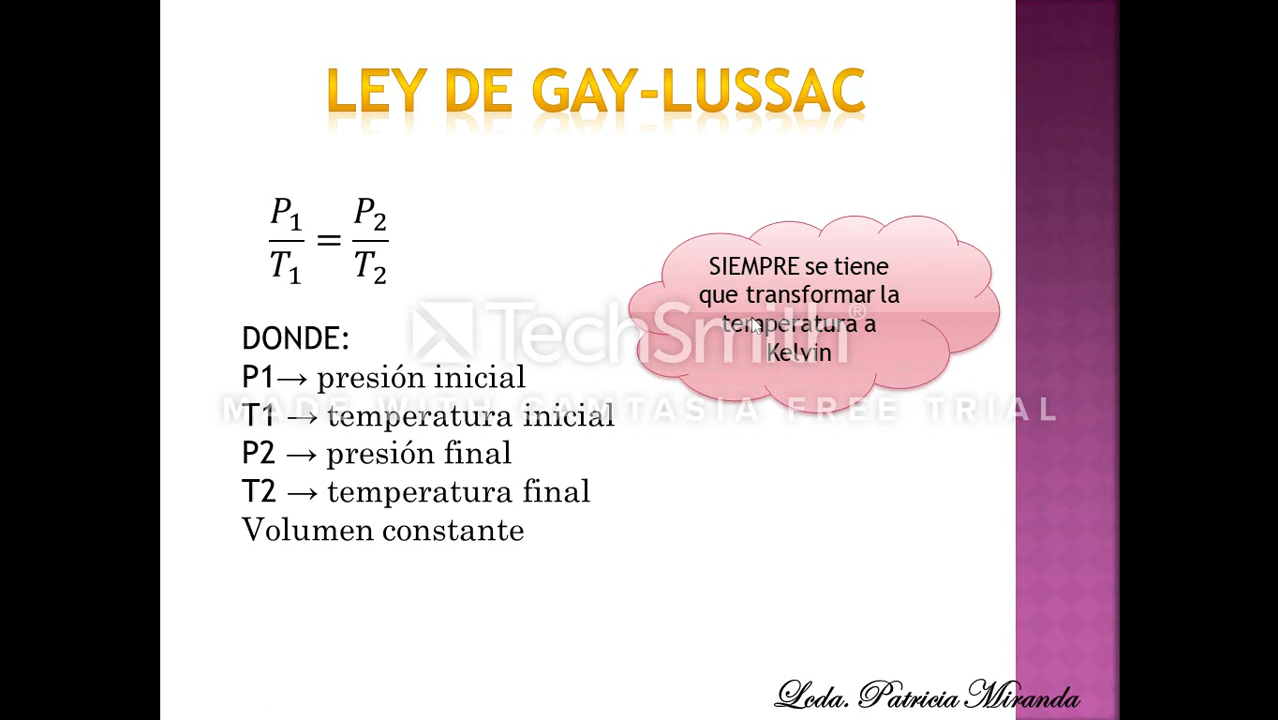 LEY DE GAY-LUSSAC
P₁/T₁ = P₂/T₂
SIEMPRE se tiene
que transformar la
temperatura a
Kelvin
DONDE:
P1→ presión inicial
T1 → temperatura inicial
P2 → presión final
T2 → temperatura final
Volumen constante
TechSmith®
MADE WITH CAMTASIA FREE TRIAL
Lcda. Patricia Miranda